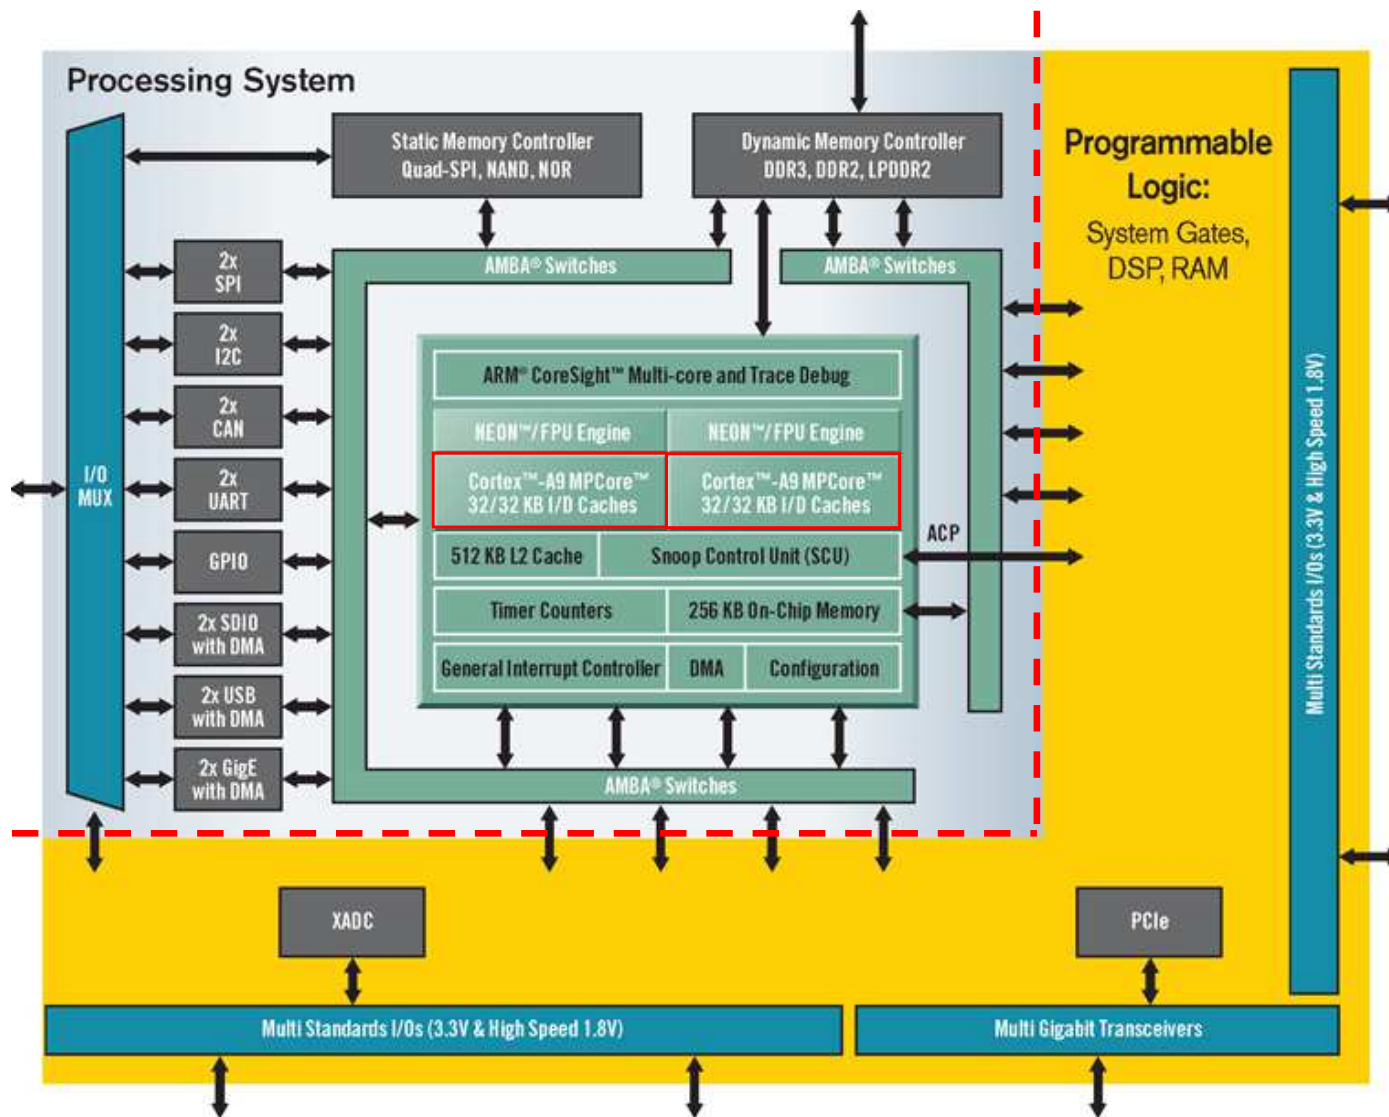 Processing System
Static Memory Controller
Quad-SPI, NAND, NOR
Dynamic Memory Controller
DDR3, DDR2, LPDDR2
Programmable
Logic:
System Gates,
DSP, RAM
AMBA® Switches
AMBA® Switches
2x
SPI
2x
I2C
2x
CAN
2x
UART
GPIO
2x SDIO
with DMA
2x USB
with DMA
2x GigE
with DMA
I/O
MUX
ARM® CoreSight™ Multi-core and Trace Debug
NEON™/FPU Engine
NEON™/FPU Engine
Cortex™-A9 MPCore™
32/32 KB I/D Caches
Cortex™-A9 MPCore™
32/32 KB I/D Caches
512 KB L2 Cache
Snoop Control Unit (SCU)
ACP
Timer Counters
256 KB On-Chip Memory
General Interrupt Controller
DMA
Configuration
AMBA® Switches
Multi Standards I/Os (3.3V & High Speed 1.8V)
XADC
PCIe
Multi Standards I/Os (3.3V & High Speed 1.8V)
Multi Gigabit Transceivers